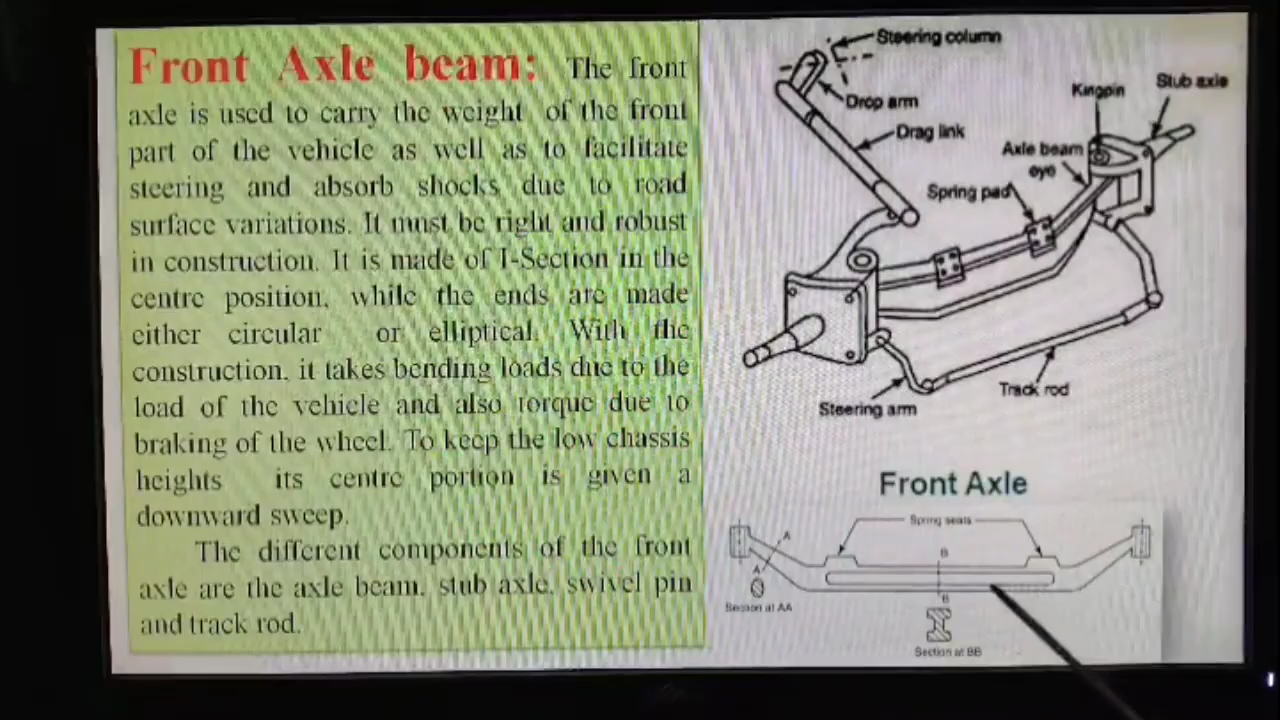 Front Axle beam: The front
axle is used to carry the weight of the front
part of the vehicle as well as to facilitate
steering and absorb shocks due to road
surface variations. It must be right and robust
in construction. It is made of I-Section in the
centre position, while the ends are made
either circular or elliptical. With the
construction, it takes bending loads due to the
load of the vehicle and also torque due to
braking of the wheel. To keep the low chassis
heights its centre portion is given a
downward sweep.
The different components of the front
axle are the axle beam, stub axle, swivel pin
and track rod.
Steering column
Drop arm
Drag link
Kingpin
Stub axle
Axle beam
eye
Spring pad
Track rod
Steering arm
Front Axle
Spring seats
A
A
B
B
Section at AA
Section at BB